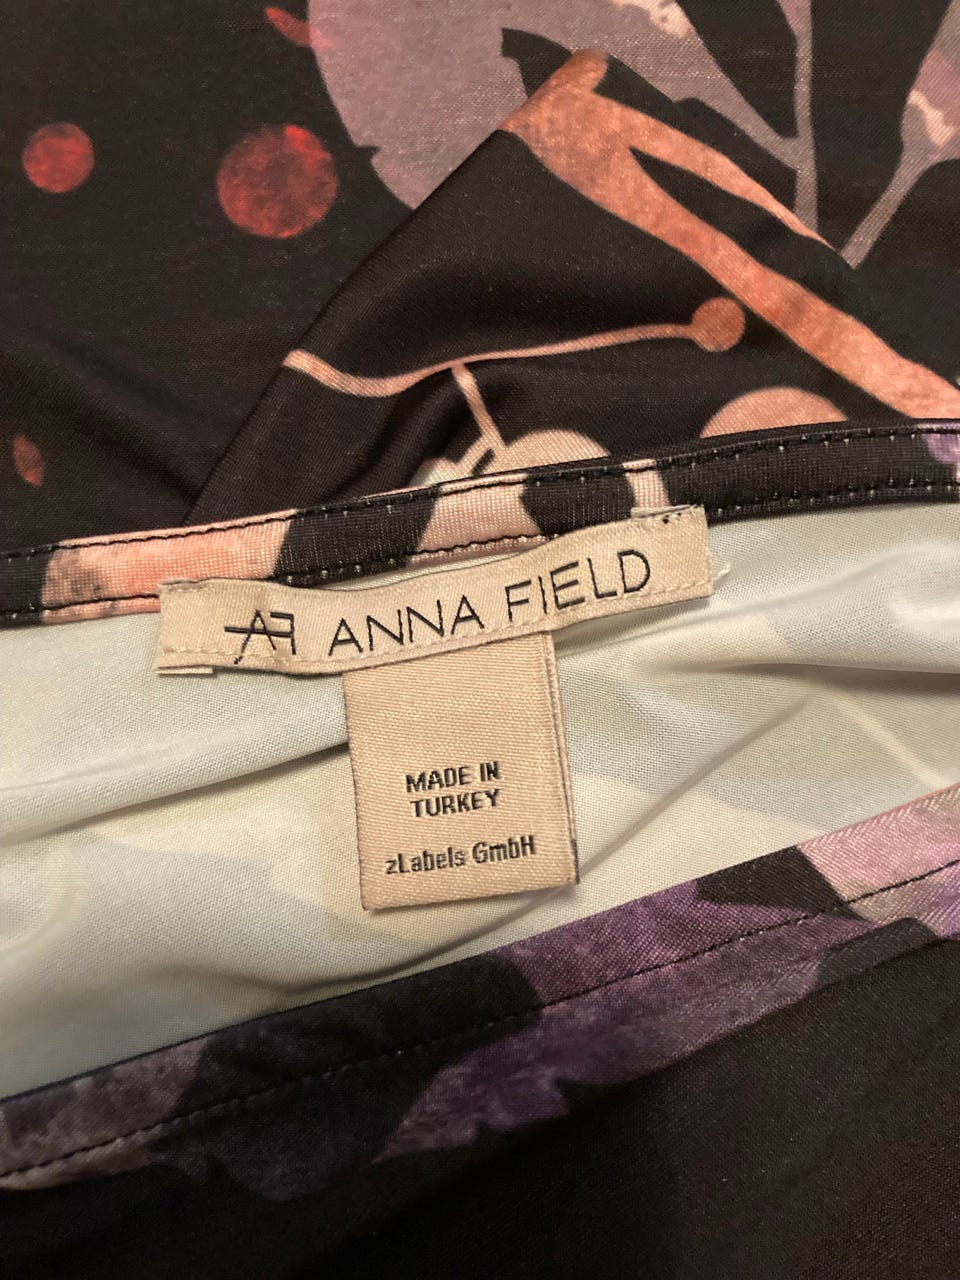 AF ANNA FIELD
MADE IN
TURKEY
zLabels GmbH